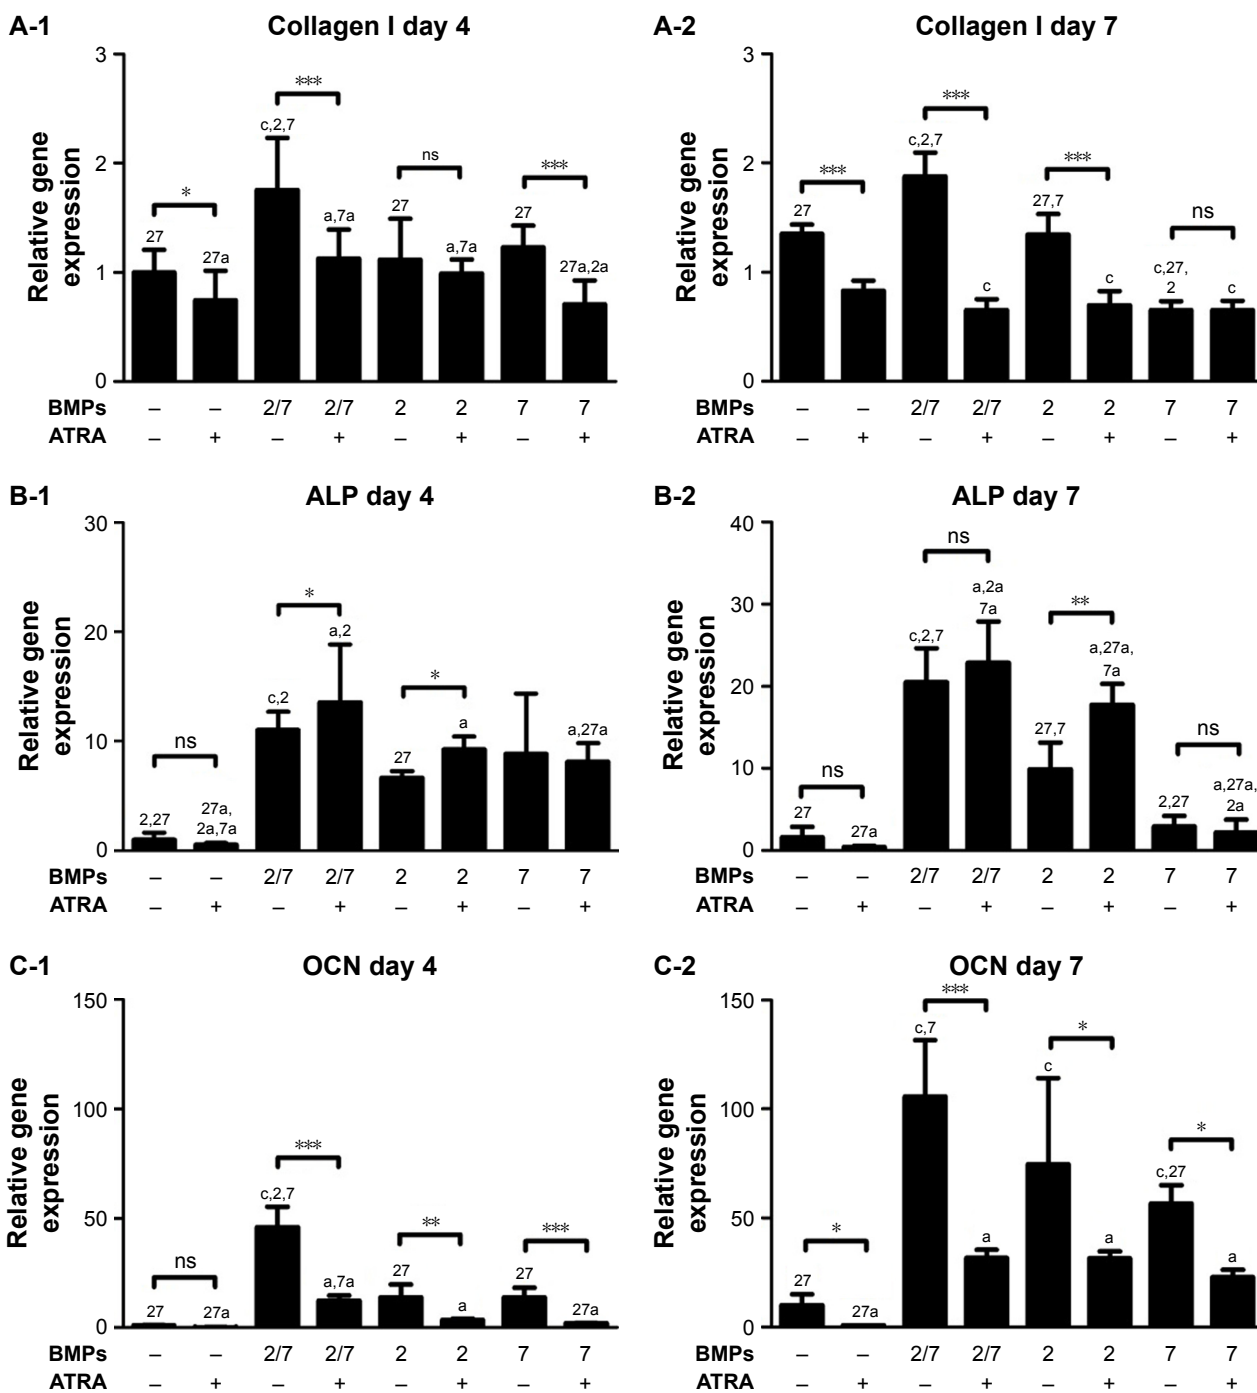 A-1 Collagen I day 4
Relative gene
expression
3
2
1
0
*
***
ns
***
27
27a
c,2,7
a,7a
27
a,7a
27
27a,2a
BMPs – – 2/7 2/7 2 2 7 7
ATRA – + – + – + – +
A-2 Collagen I day 7
Relative gene
expression
3
2
1
0
***
***
***
ns
27
c,2,7
c
27,7
c
c,27,
2
c
BMPs – – 2/7 2/7 2 2 7 7
ATRA – + – + – + – +
B-1 ALP day 4
Relative gene
expression
30
20
10
0
ns
*
*
2,27
27a,
2a,7a
c,2
a,2
27
a
a,27a
BMPs – – 2/7 2/7 2 2 7 7
ATRA – + – + – + – +
B-2 ALP day 7
Relative gene
expression
40
30
20
10
0
ns
ns
**
ns
27
27a
c,2,7
a,2a
7a
27,7
a,27a,
7a
2,27
a,27a,
2a
BMPs – – 2/7 2/7 2 2 7 7
ATRA – + – + – + – +
C-1 OCN day 4
Relative gene
expression
150
100
50
0
ns
***
**
***
27
27a
c,2,7
a,7a
27
a
27
27a
BMPs – – 2/7 2/7 2 2 7 7
ATRA – + – + – + – +
C-2 OCN day 7
Relative gene
expression
150
100
50
0
*
***
*
*
27
27a
c,7
a
c
a
c,27
a
BMPs – – 2/7 2/7 2 2 7 7
ATRA – + – + – + – +